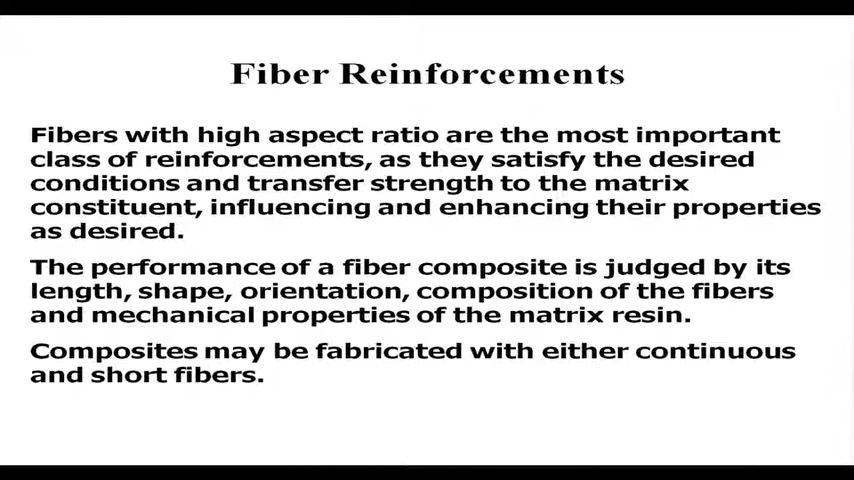 Fiber Reinforcements
Fibers with high aspect ratio are the most important
class of reinforcements, as they satisfy the desired
conditions and transfer strength to the matrix
constituent, influencing and enhancing their properties
as desired.
The performance of a fiber composite is judged by its
length, shape, orientation, composition of the fibers
and mechanical properties of the matrix resin.
Composites may be fabricated with either continuous
and short fibers.